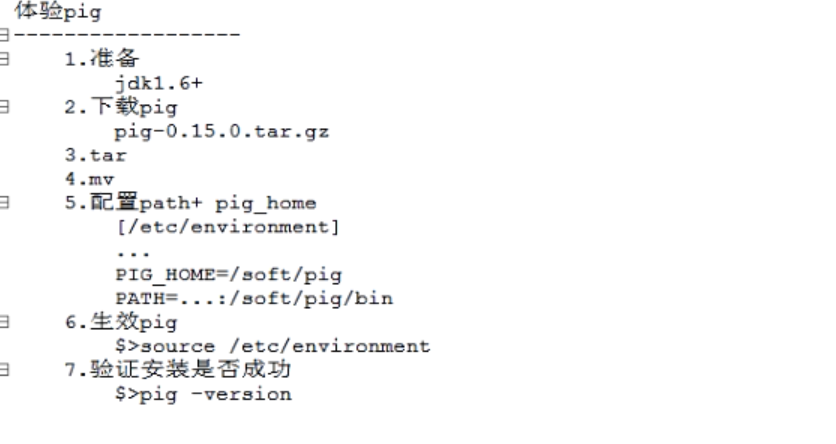 体验pig
------------------
1.准备
jdk1.6+
2.下载pig
pig-0.15.0.tar.gz
3.tar
4.mv
5.配置path+ pig_home
[/etc/environment]
...
PIG_HOME=/soft/pig
PATH=...:/soft/pig/bin
6.生效pig
$>source /etc/environment
7.验证安装是否成功
$>pig -version